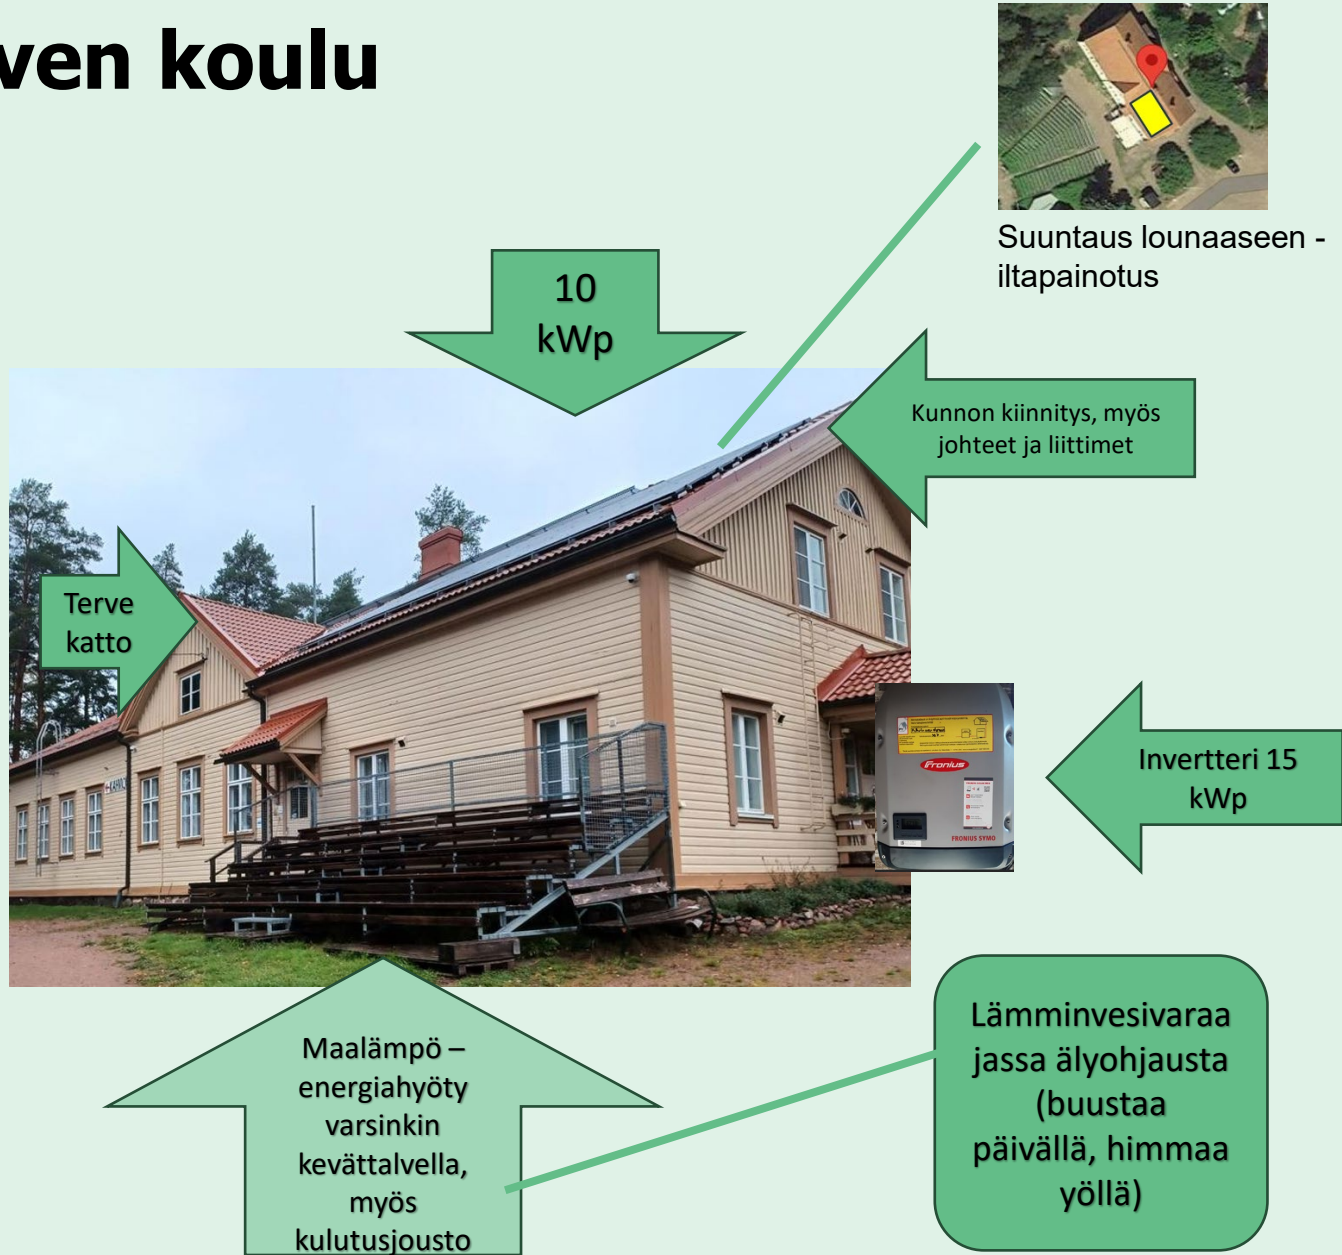 ven koulu
Suuntaus lounaaseen -
iltapainotus
10
kWp
Kunnon kiinnitys, myös
johteet ja liittimet
Terve
katto
KAHVIO
Fronius
FRONIUS SYMO
Invertteri 15
kWp
Maalämpö –
energiahyöty
varsinkin
kevättalvella,
myös
kulutusjousto
Lämminvesivaraa
jassa älyohjausta
(buustaa
päivällä, himmaa
yöllä)